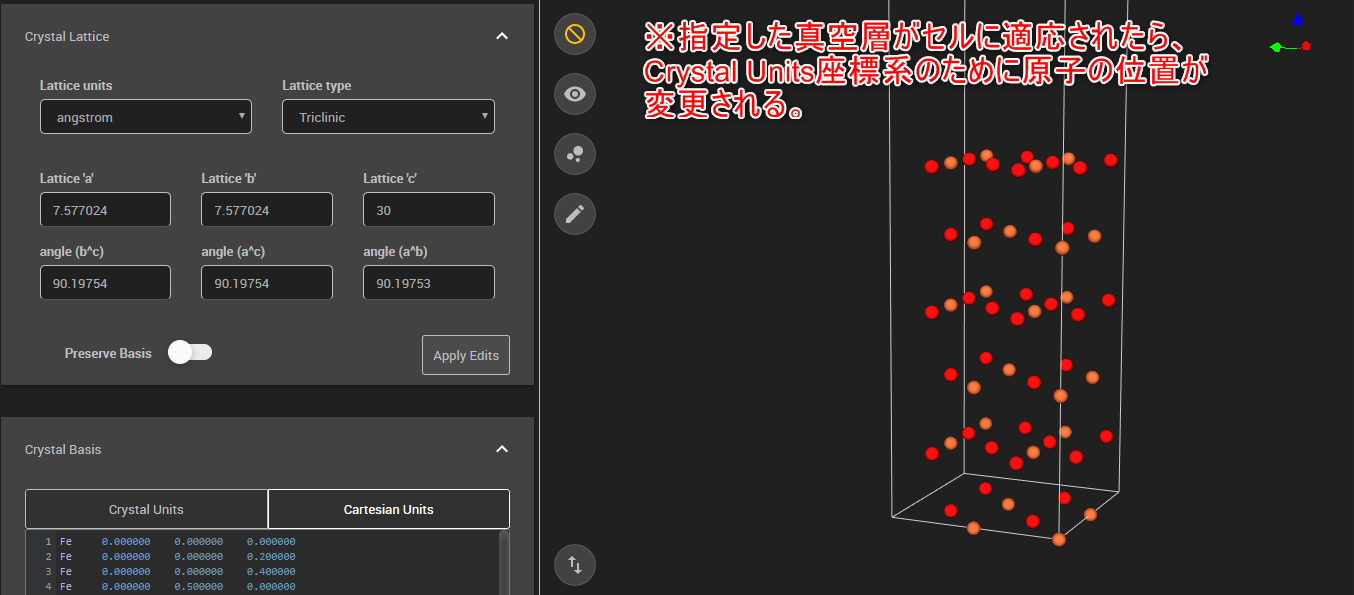 Crystal Lattice
Lattice units
Lattice type
angstrom
Triclinic
Lattice 'a'
Lattice 'b'
Lattice 'c'
7.577024
7.577024
30
angle (b^c)
angle (a^c)
angle (a^b)
90.19754
90.19754
90.19753
Preserve Basis
Apply Edits
Crystal Basis
Crystal Units
Cartesian Units
1 Fe 0.000000 0.000000 0.000000
2 Fe 0.000000 0.000000 0.200000
3 Fe 0.000000 0.000000 0.400000
4 Fe 0.000000 0.500000 0.000000
※指定した真空層がセルに適応されたら、
Crystal Units座標系のために原子の位置が
変更される。